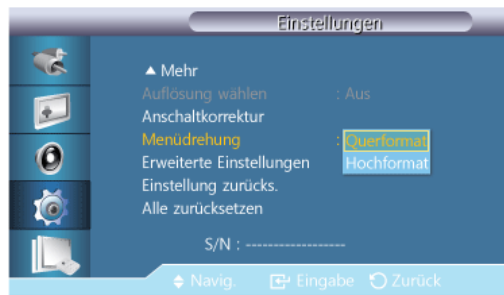 Einstellungen
▲ Mehr
Auflösung wählen : Aus
Anschaltkorrektur
Menüdrehung : Querformat
Hochformat
Erweiterte Einstellungen
Einstellung zurücks.
Alle zurücksetzen
S/N : ------------------
Navig. Eingabe Zurück